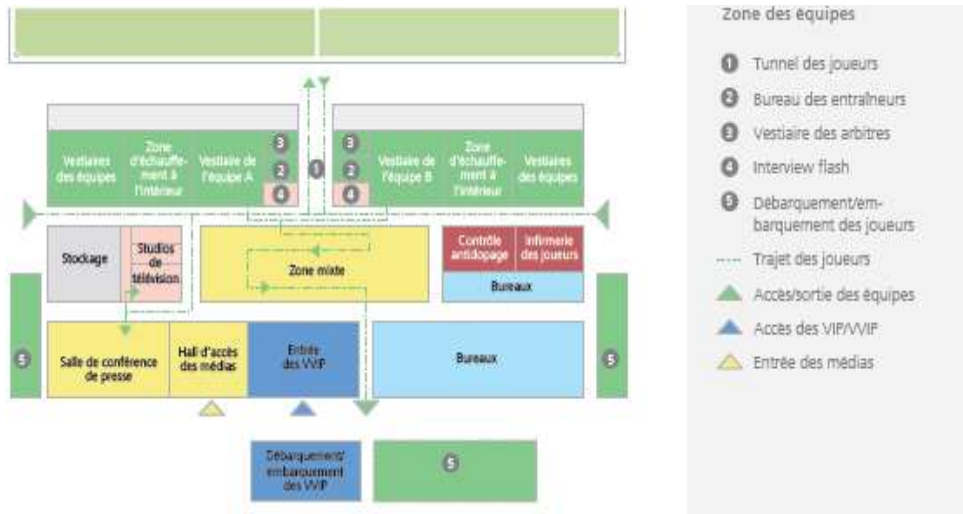 Vestiaires
des équipes
Zone
d'échauffe-
ment à
l'intérieur
Vestiaire de
l'équipe A
3
2
4
1
3
2
4
Vestiaire de
l'équipe B
Zone
d'échauffe-
ment à
l'intérieur
Vestiaires
des équipes
Stockage
Studios
de
télévision
Zone mixte
Contrôle
antidopage
Infirmerie
des joueurs
Bureaux
5
Salle de conférence
de presse
Hall d'accès
des médias
Entrée
des VVIP
Bureaux
5
Débarquement/
embarquement
des VVIP
5
Zone des équipes
1 Tunnel des joueurs
2 Bureau des entraîneurs
3 Vestiaire des arbitres
4 Interview flash
5 Débarquement/em-
barquement des joueurs
Trajet des joueurs
Accès/sortie des équipes
Accès des VIP/VVIP
Entrée des médias